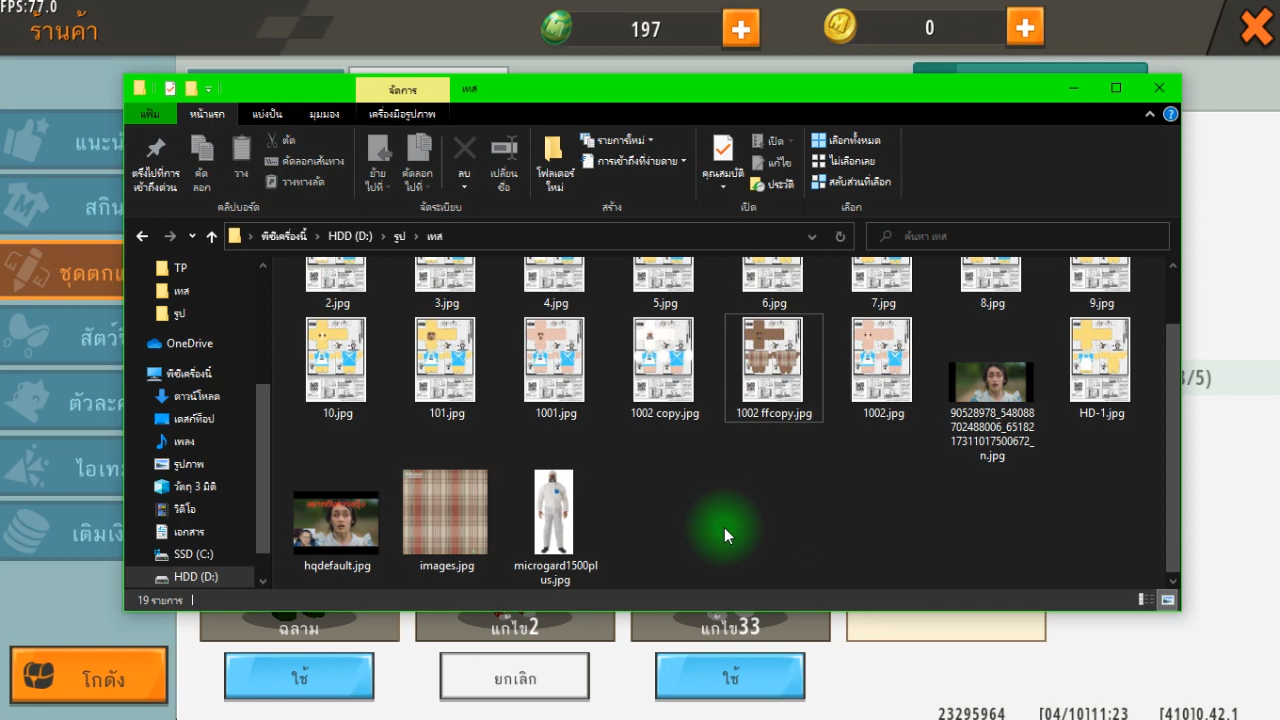 FPS:77.0
ร้านค้า
197
0
จัดการ
เทส
แฟ้ม
หน้าแรก
แบ่งปัน
มุมมอง
เครื่องมือรูปภาพ
ตรึงไปที่การเข้าถึงด่วน
คัดลอก
วาง
ตัด
คัดลอกเส้นทาง
วางทางลัด
ย้ายไปที่
คัดลอกไปที่
ลบ
เปลี่ยนชื่อ
โฟลเดอร์ใหม่
รายการใหม่
การเข้าถึงที่ง่ายดาย
คุณสมบัติ
เปิด
แก้ไข
ประวัติ
เลือกทั้งหมด
ไม่เลือกเลย
สลับส่วนที่เลือก
คลิปบอร์ด
จัดระเบียบ
สร้าง
เปิด
เลือก
พีซีเครื่องนี้ > HDD (D:) > รูป > เทส
ค้นหา เทส
TP
เทส
รูป
OneDrive
พีซีเครื่องนี้
ดาวน์โหลด
เดสก์ท็อป
เพลง
รูปภาพ
วัตถุ 3 มิติ
วิดีโอ
เอกสาร
SSD (C:)
HDD (D:)
2.jpg
3.jpg
4.jpg
5.jpg
6.jpg
7.jpg
8.jpg
9.jpg
10.jpg
101.jpg
1001.jpg
1002 copy.jpg
1002 ffcopy.jpg
1002.jpg
90528978_548088
702488006_65182
17311017500672_
n.jpg
HD-1.jpg
hqdefault.jpg
images.jpg
microgard1500pl
us.jpg
19 รายการ
แนะนำ
สกิน
ชุดตกแ
สัตว์
ตัวละ
ไอเท
เติมเงิ
โกดัง
/5)
ฉลาม
แก้ไข2
แก้ไข33
ใช้
ยกเลิก
ใช้
23295964
[04/10]11:23
[410]0.42.1